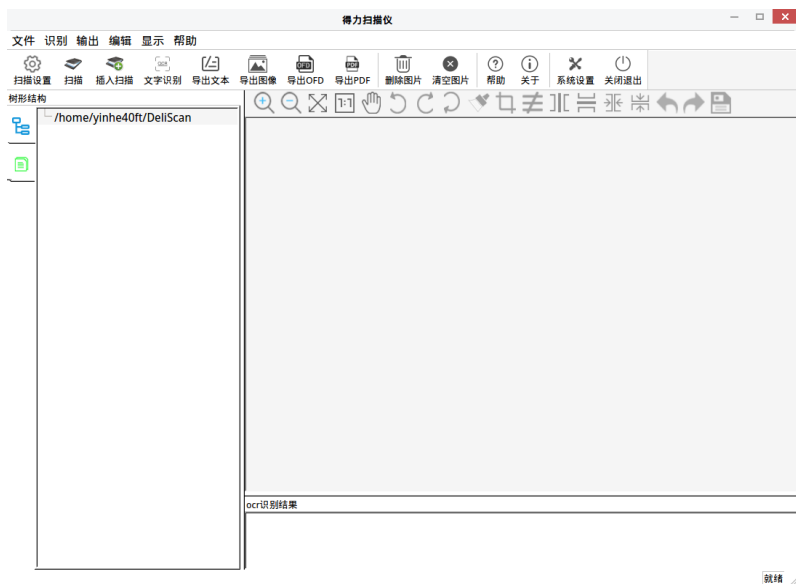 得力扫描仪
文件 识别 输出 编辑 显示 帮助
扫描设置 扫描 插入扫描 文字识别 导出文本 导出图像 导出OFD 导出PDF 删除图片 清空图片 帮助 关于 系统设置 关闭退出
树形结构
1:1
/home/yinhe40ft/DeliScan
ocr识别结果
就绪